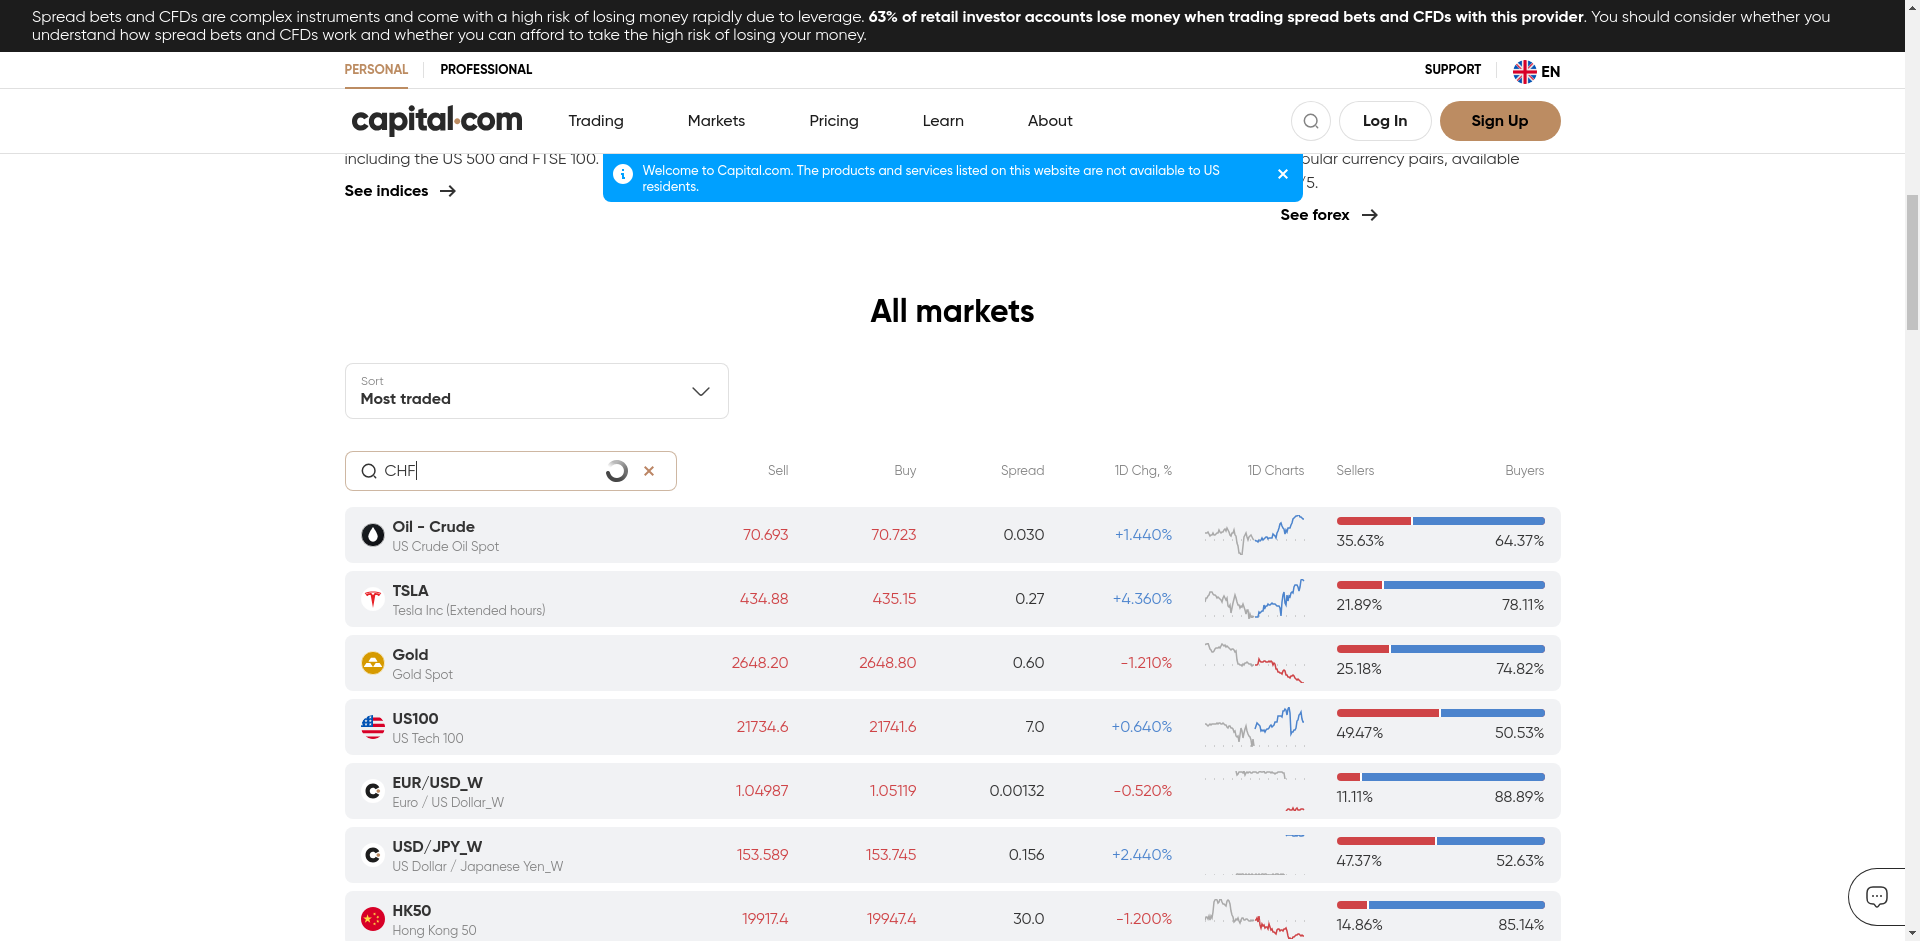 Spread bets and CFDs are complex instruments and come with a high risk of losing money rapidly due to leverage. 63% of retail investor accounts lose money when trading spread bets and CFDs with this provider. You should consider whether you
understand how spread bets and CFDs work and whether you can afford to take the high risk of losing your money.
PERSONAL PROFESSIONAL SUPPORT EN
capital.com Trading Markets Pricing Learn About Log In Sign Up
including the US 500 and FTSE 100. pular currency pairs, available
Welcome to Capital.com. The products and services listed on this website are not available to US
residents.
/5.
See indices
See forex
All markets
Sort
Most traded
CHF Sell Buy Spread 1D Chg, % 1D Charts Sellers Buyers
Oil - Crude
US Crude Oil Spot
70.693 70.723 0.030 +1.440% 35.63% 64.37%
TSLA
Tesla Inc (Extended hours)
434.88 435.15 0.27 +4.360% 21.89% 78.11%
Gold
Gold Spot
2648.20 2648.80 0.60 -1.210% 25.18% 74.82%
US100
US Tech 100
21734.6 21741.6 7.0 +0.640% 49.47% 50.53%
EUR/USD_W
Euro / US Dollar_W
1.04987 1.05119 0.00132 -0.520% 11.11% 88.89%
USD/JPY_W
US Dollar / Japanese Yen_W
153.589 153.745 0.156 +2.440% 47.37% 52.63%
HK50
Hong Kong 50
19917.4 19947.4 30.0 -1.200% 14.86% 85.14%